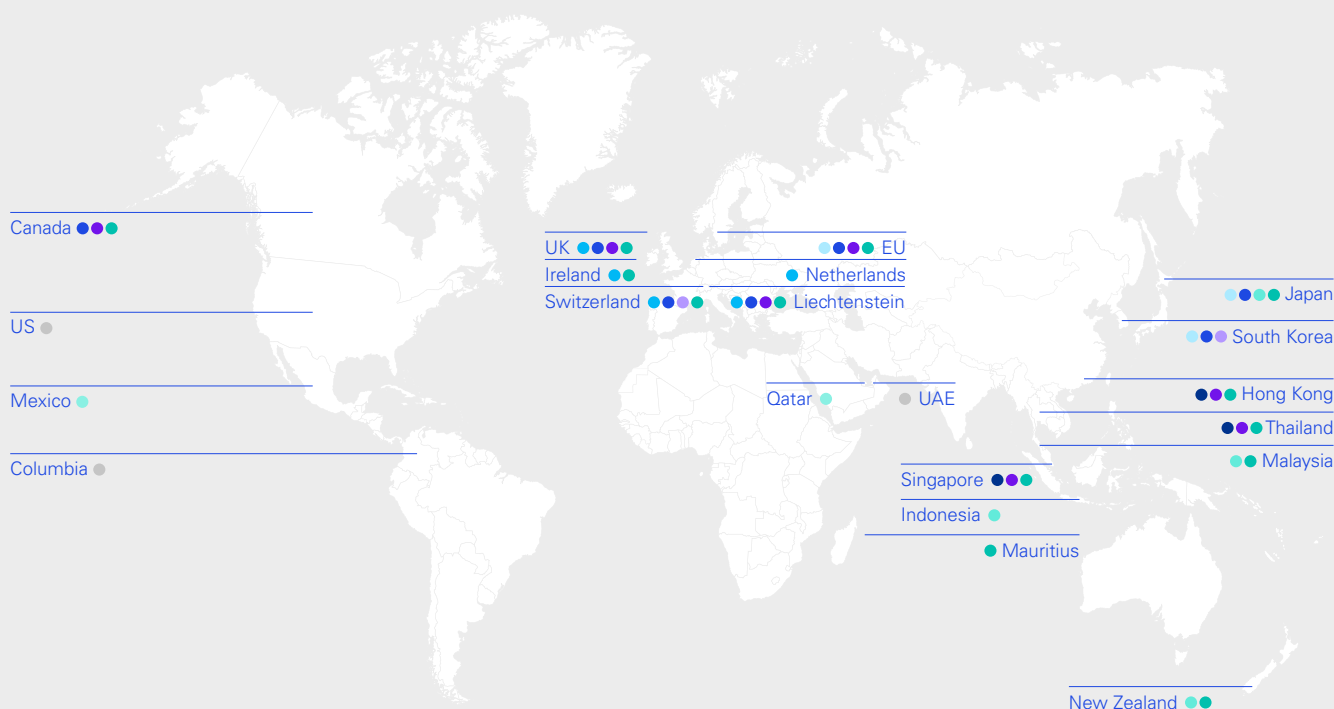 Canada
US
Mexico
Columbia
UK
Ireland
Switzerland
EU
Netherlands
Liechtenstein
Qatar
UAE
Singapore
Indonesia
Mauritius
Japan
South Korea
Hong Kong
Thailand
Malaysia
New Zealand